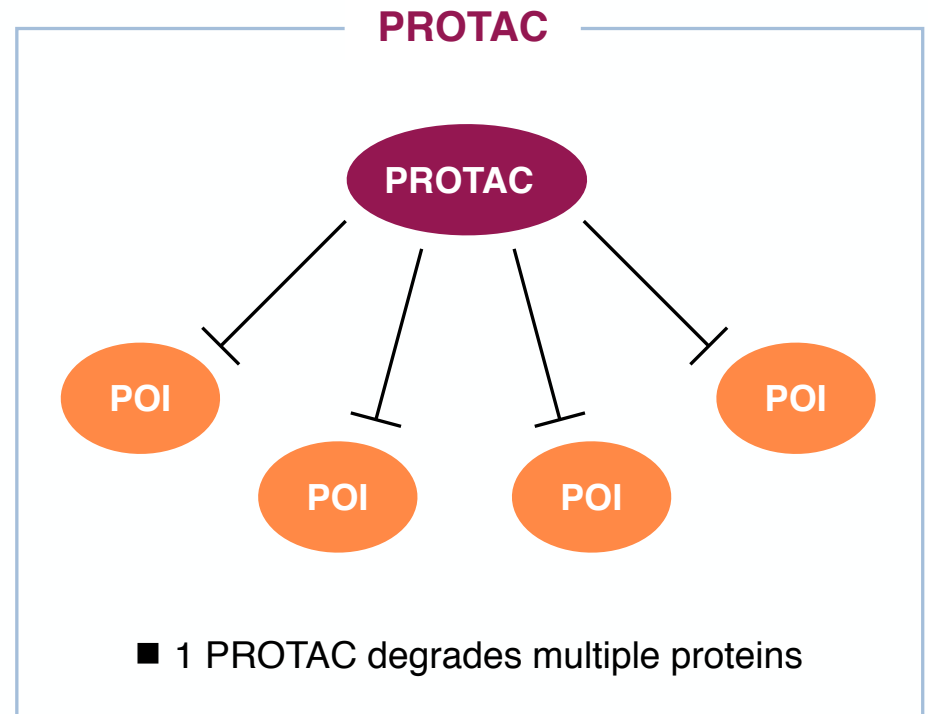 PROTAC
PROTAC
POI
POI
POI
POI
■ 1 PROTAC degrades multiple proteins